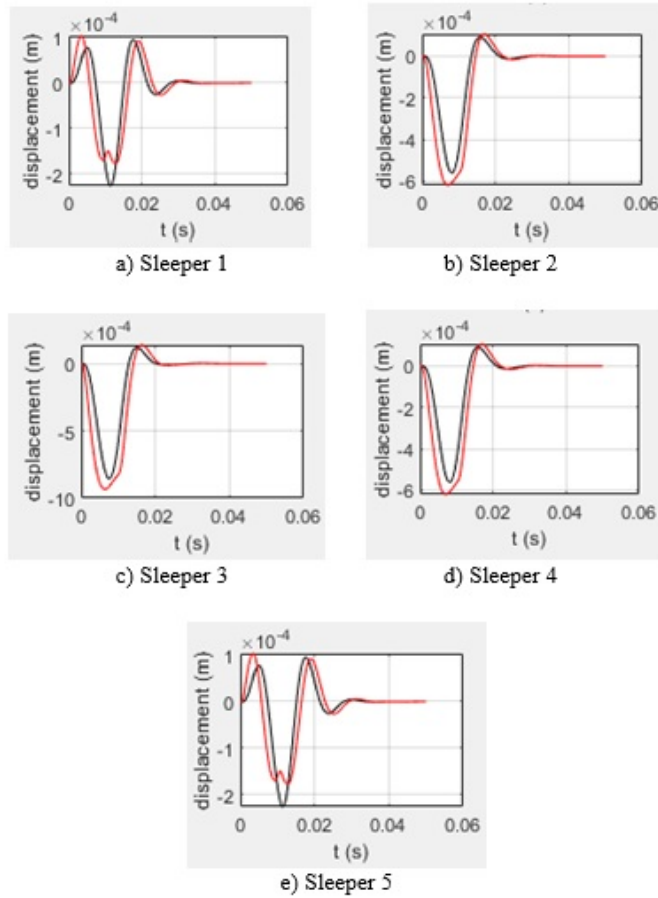 ×10⁻⁴
displacement (m)
1
0
-1
-2
0 0.02 0.04 0.06
t (s)
a) Sleeper 1
×10⁻⁴
displacement (m)
0
-2
-4
-6
0 0.02 0.04 0.06
t (s)
b) Sleeper 2
×10⁻⁴
displacement (m)
0
-5
-10
0 0.02 0.04 0.06
t (s)
c) Sleeper 3
×10⁻⁴
displacement (m)
0
-2
-4
-6
0 0.02 0.04 0.06
t (s)
d) Sleeper 4
×10⁻⁴
displacement (m)
1
0
-1
-2
0 0.02 0.04 0.06
t (s)
e) Sleeper 5